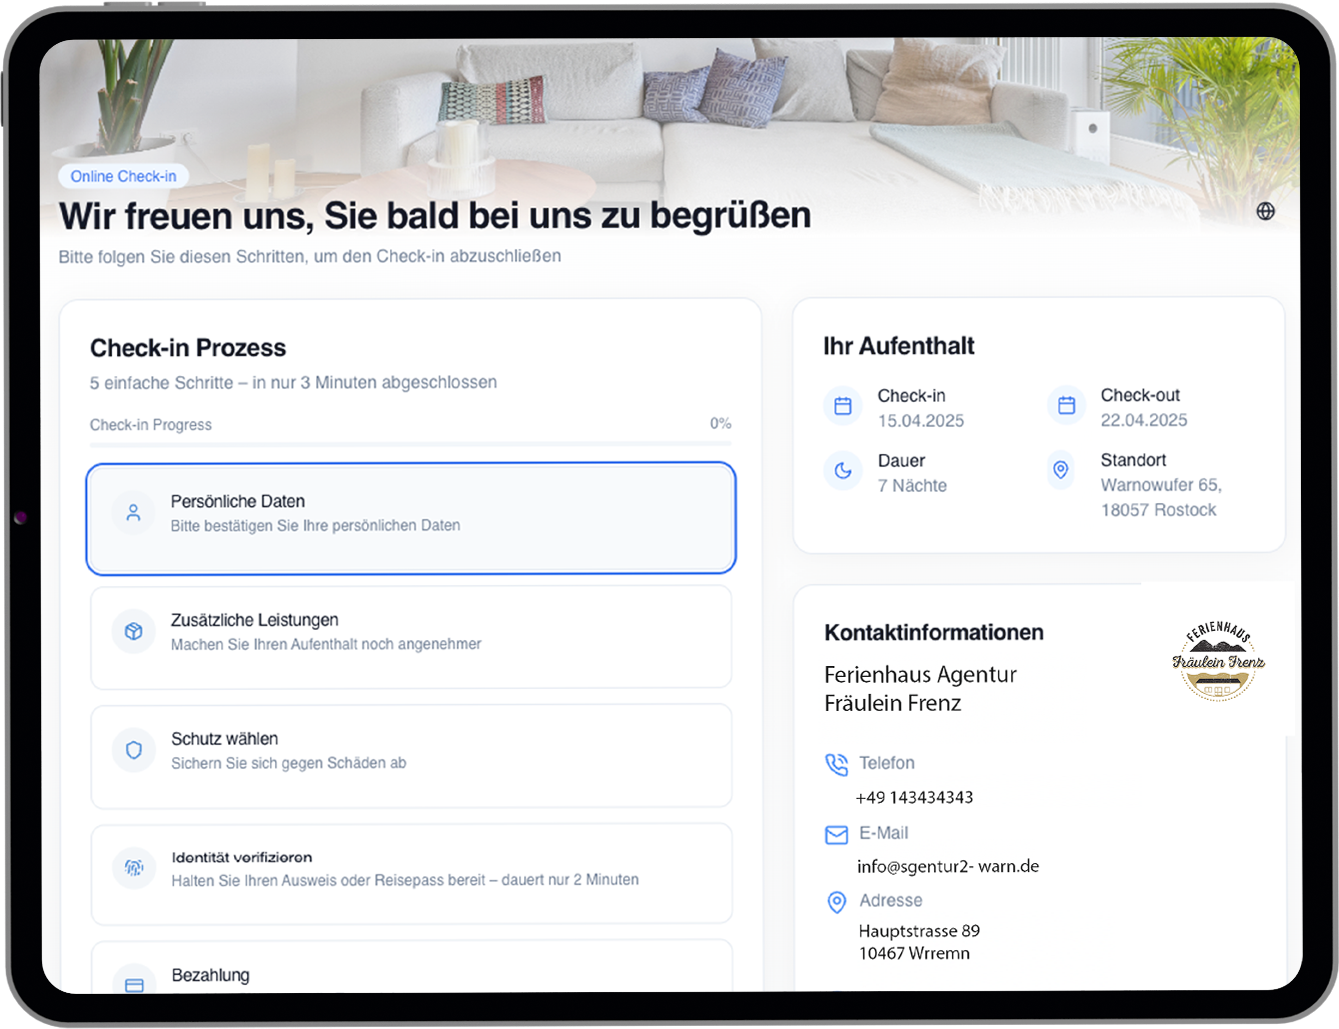 Online Check-in
Wir freuen uns, Sie bald bei uns zu begrüßen
Bitte folgen Sie diesen Schritten, um den Check-in abzuschließen
Check-in Prozess
5 einfache Schritte – in nur 3 Minuten abgeschlossen
Check-in Progress 0%
Persönliche Daten
Bitte bestätigen Sie Ihre persönlichen Daten
Zusätzliche Leistungen
Machen Sie Ihren Aufenthalt noch angenehmer
Schutz wählen
Sichern Sie sich gegen Schäden ab
Identität verifizieren
Halten Sie Ihren Ausweis oder Reisepass bereit – dauert nur 2 Minuten
Bezahlung
Ihr Aufenthalt
Check-in
15.04.2025
Check-out
22.04.2025
Dauer
7 Nächte
Standort
Warnowufer 65,
18057 Rostock
Kontaktinformationen
Ferienhaus Agentur
Fräulein Frenz
FERIENHAUS
Fräulein Frenz
Telefon
+49 143434343
E-Mail
info@sgentur2- warn.de
Adresse
Hauptstrasse 89
10467 Wrremn